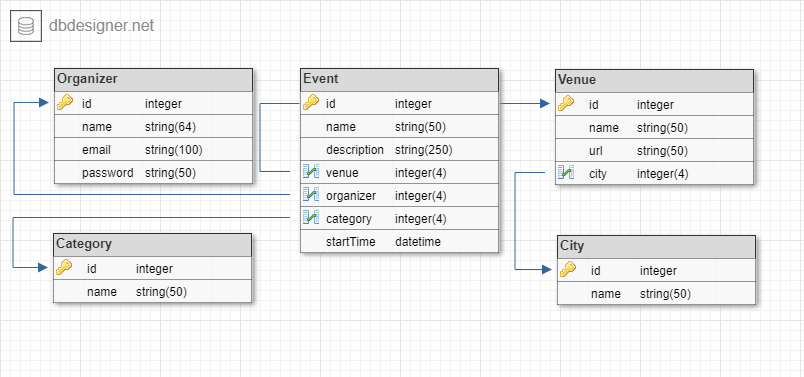 dbdesigner.net
Organizer
id integer
name string(64)
email string(100)
password string(50)
Event
id integer
name string(50)
description string(250)
venue integer(4)
organizer integer(4)
category integer(4)
startTime datetime
Venue
id integer
name string(50)
url string(50)
city integer(4)
Category
id integer
name string(50)
City
id integer
name string(50)